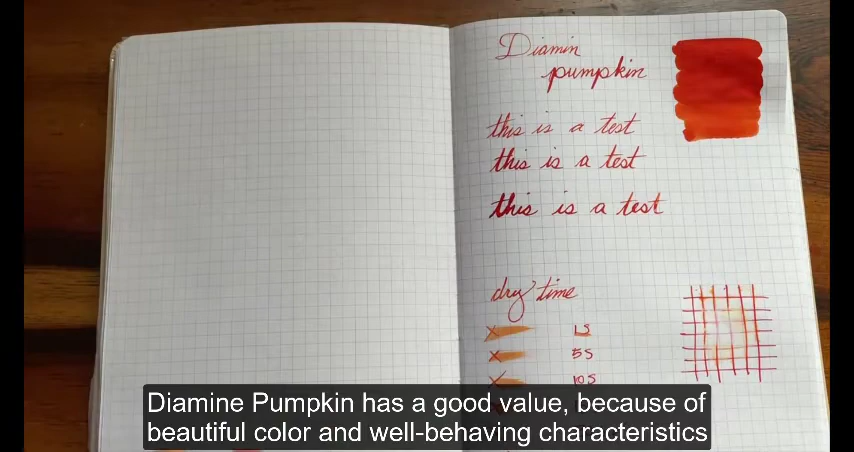 Diamin
pumpkin
this is a test
this is a test
this is a test
dry time
x 1s
x 5s
x 10s
Diamine Pumpkin has a good value, because of
beautiful color and well-behaving characteristics